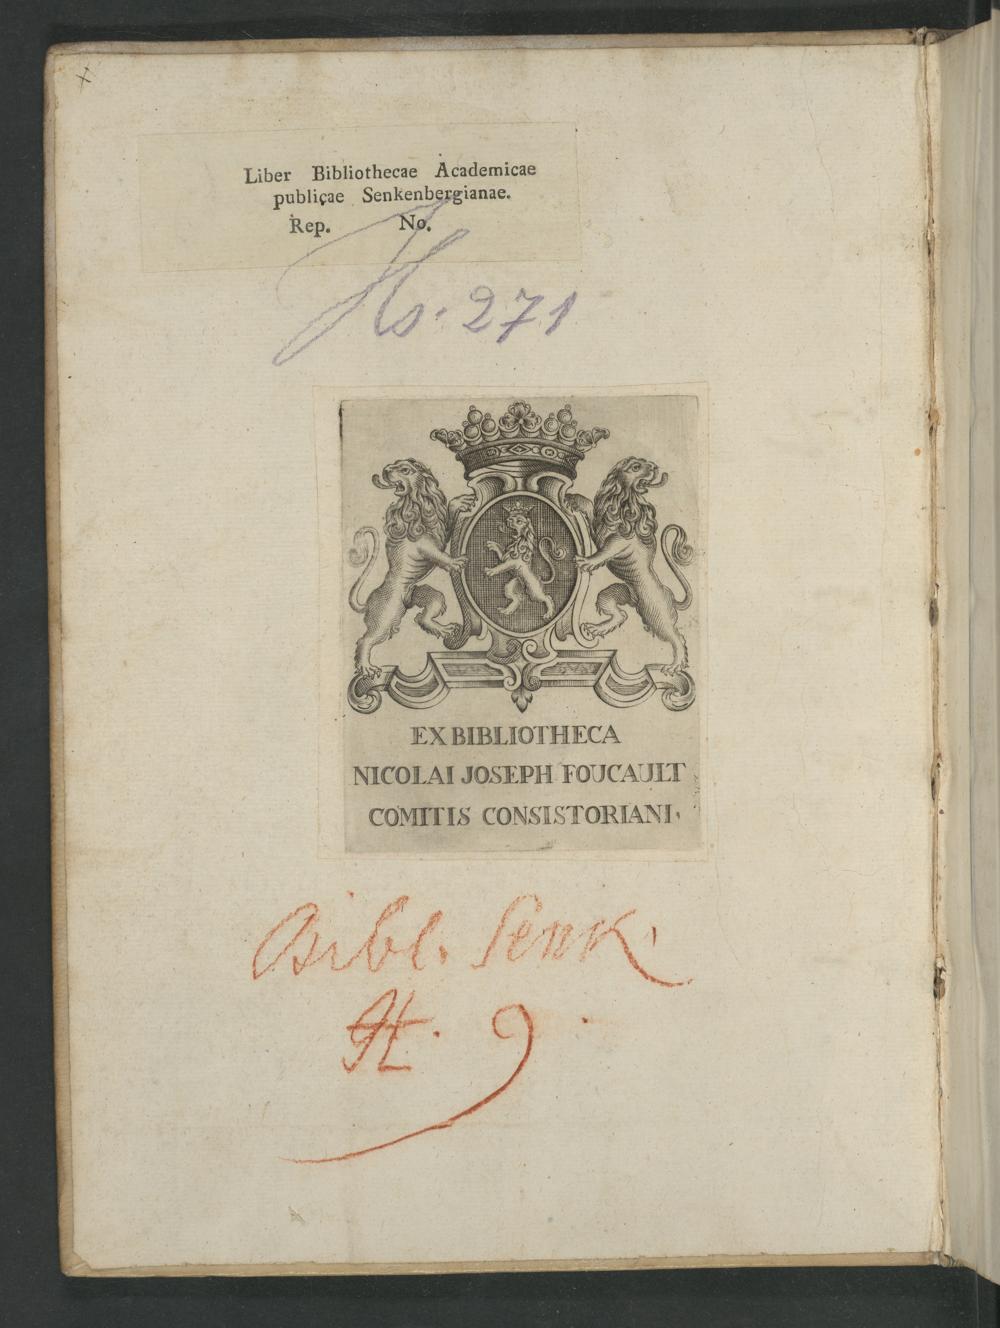 Liber Bibliothecae Academicae
publicae Senkenbergianae.
Rep. No.
Hs. 271
EX BIBLIOTHECA
NICOLAI JOSEPH FOUCAULT
COMITIS CONSISTORIANI.
Bibl. Senk.
H. 9